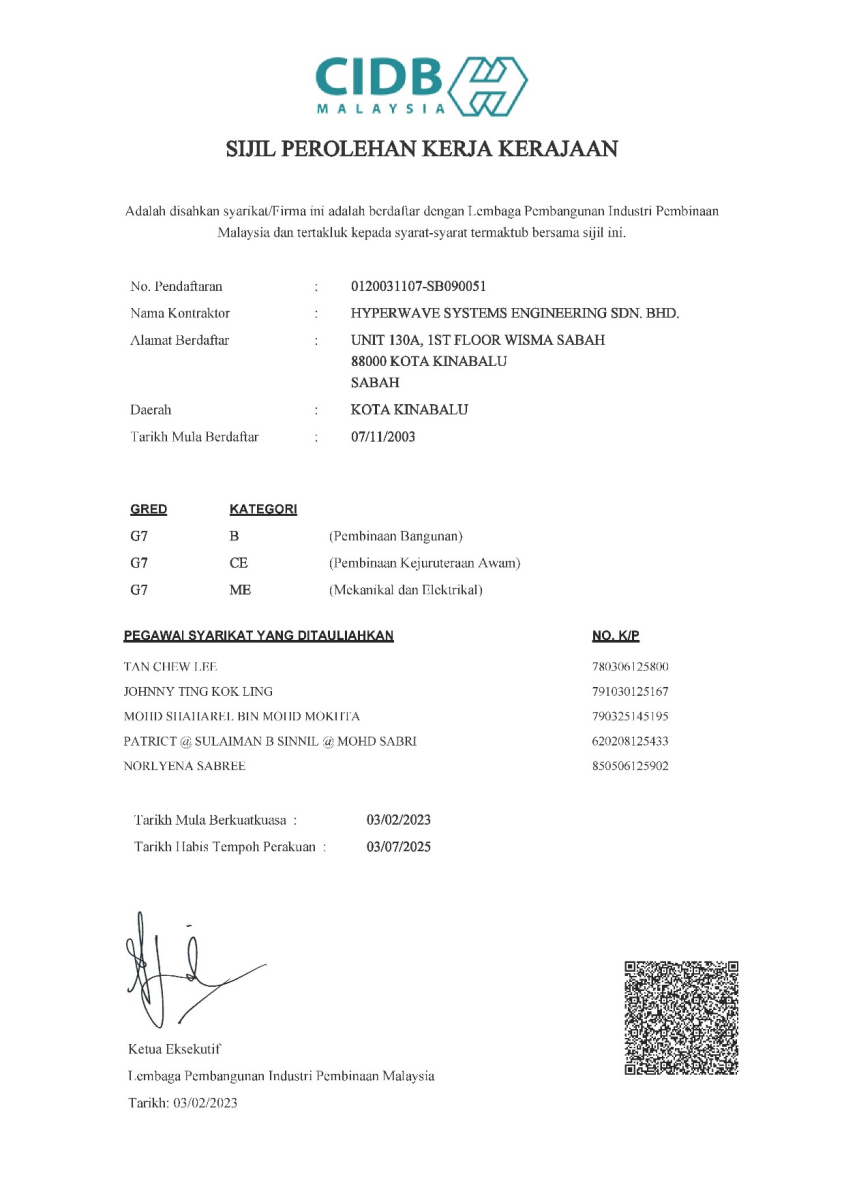 CIDB
MALAYSIA
SIJIL PEROLEHAN KERJA KERAJAAN
Adalah disahkan syarikat/Firma ini adalah berdaftar dengan Lembaga Pembangunan Industri Pembinaan
Malaysia dan tertakluk kepada syarat-syarat termaktub bersama sijil ini.
No. Pendaftaran : 0120031107-SB090051
Nama Kontraktor : HYPERWAVE SYSTEMS ENGINEERING SDN. BHD.
Alamat Berdaftar : UNIT 130A, 1ST FLOOR WISMA SABAH
88000 KOTA KINABALU
SABAH
Daerah : KOTA KINABALU
Tarikh Mula Berdaftar : 07/11/2003
GRED KATEGORI
G7 B (Pembinaan Bangunan)
G7 CE (Pembinaan Kejuruteraan Awam)
G7 ME (Mekanikal dan Elektrikal)
PEGAWAI SYARIKAT YANG DITAULIAHKAN NO. K/P
TAN CHEW LEE 780306125800
JOHNNY TING KOK LING 791030125167
MOHD SHAHAREL BIN MOHD MOKHTA 790325145195
PATRICT @ SULAIMAN B SINNIL @ MOHD SABRI 620208125433
NORLYENA SABREE 850506125902
Tarikh Mula Berkuatkuasa : 03/02/2023
Tarikh Habis Tempoh Perakuan : 03/07/2025
Ketua Eksekutif
Lembaga Pembangunan Industri Pembinaan Malaysia
Tarikh: 03/02/2023